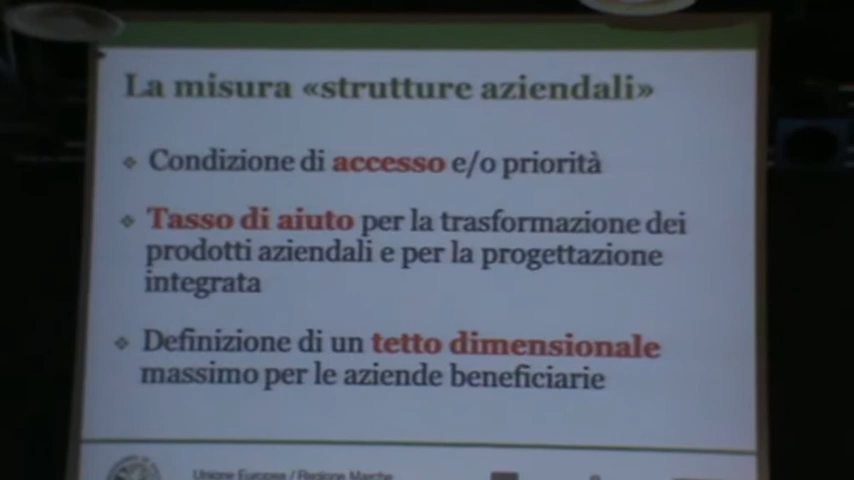 La misura «strutture aziendali»
Condizione di accesso e/o priorità
Tasso di aiuto per la trasformazione dei
prodotti aziendali e per la progettazione
integrata
Definizione di un tetto dimensionale
massimo per le aziende beneficiarie
Unione Europea / Regione Marche